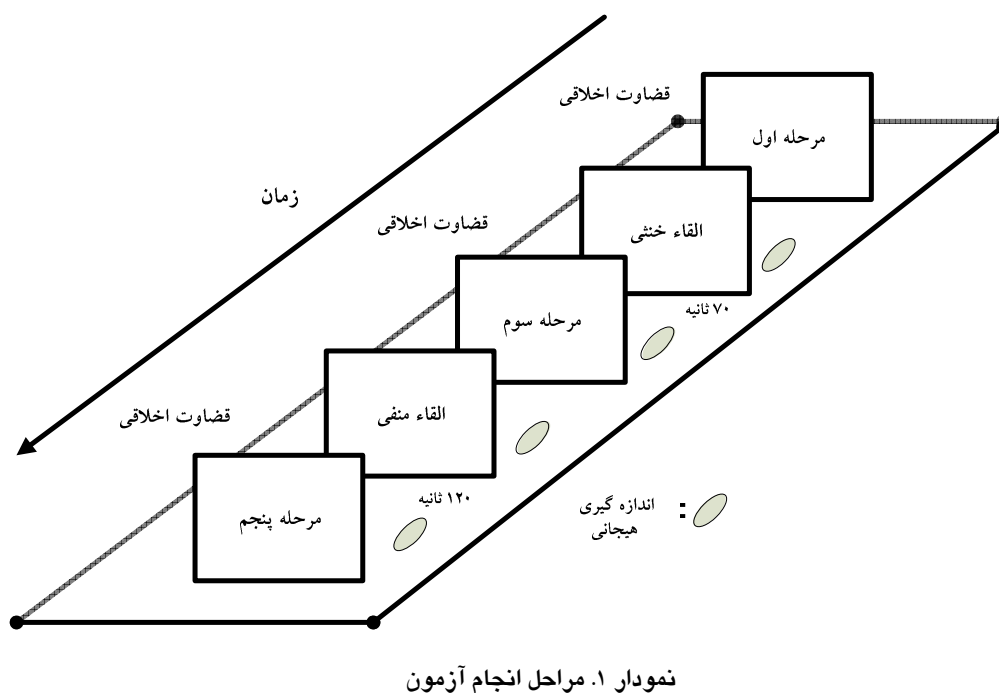 قضاوت اخلاقی
مرحله اول
زمان
قضاوت اخلاقی
القاء خنثی
۷۰ ثانیه
مرحله سوم
قضاوت اخلاقی
القاء منفی
۱۲۰ ثانیه
مرحله پنجم
: اندازه گیری
هیجانی
نمودار ۱. مراحل انجام آزمون